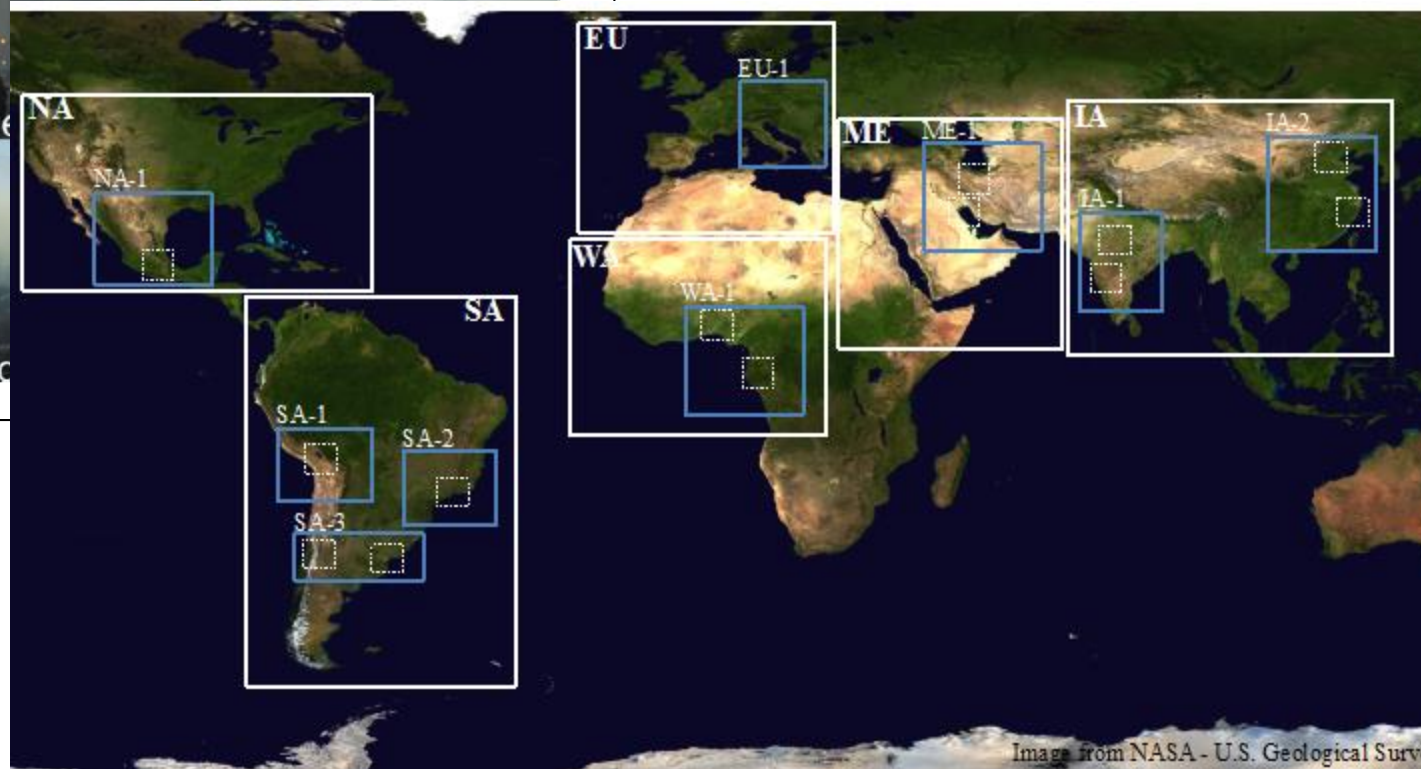 EU
EU-1
NA
ME
ME-1
IA
IA-2
NA-1
IA-1
WA
WA-1
SA
SA-1
SA-2
SA-3
Image from NASA - U.S. Geological Surv